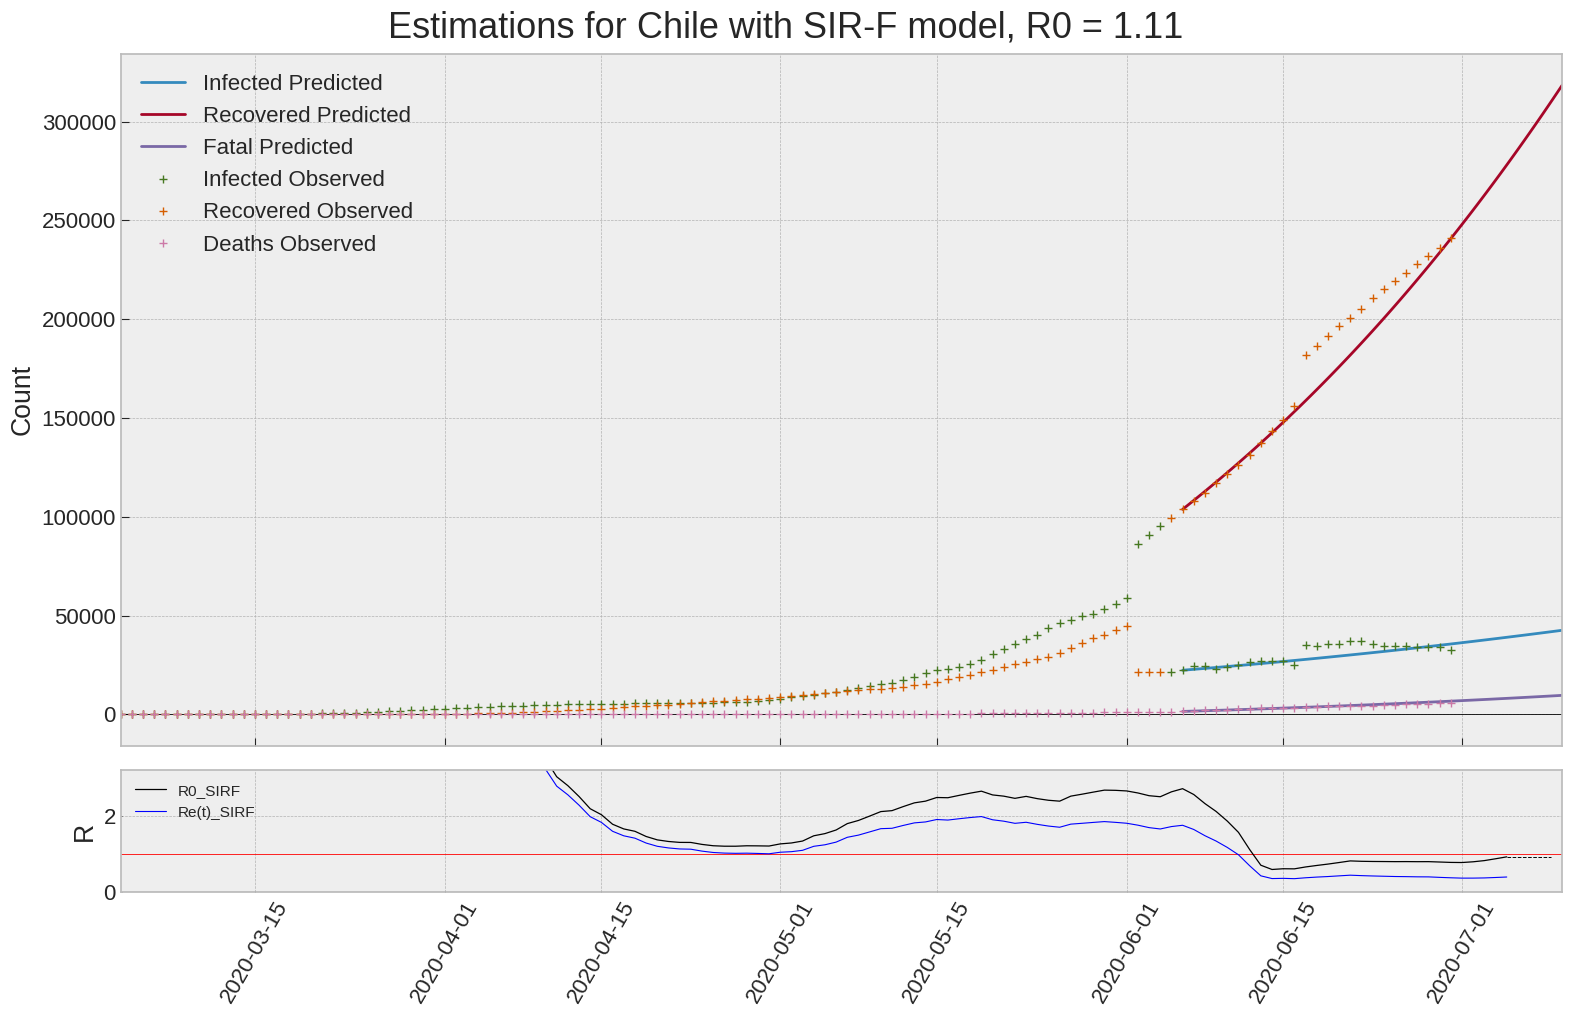 Estimations for Chile with SIR-F model, R0 = 1.11
Infected Predicted
Recovered Predicted
Fatal Predicted
Infected Observed
Recovered Observed
Deaths Observed
300000
250000
200000
150000
100000
50000
0
Count
R0_SIRF
Re(t)_SIRF
2
0
R
2020-03-15
2020-04-01
2020-04-15
2020-05-01
2020-05-15
2020-06-01
2020-06-15
2020-07-01